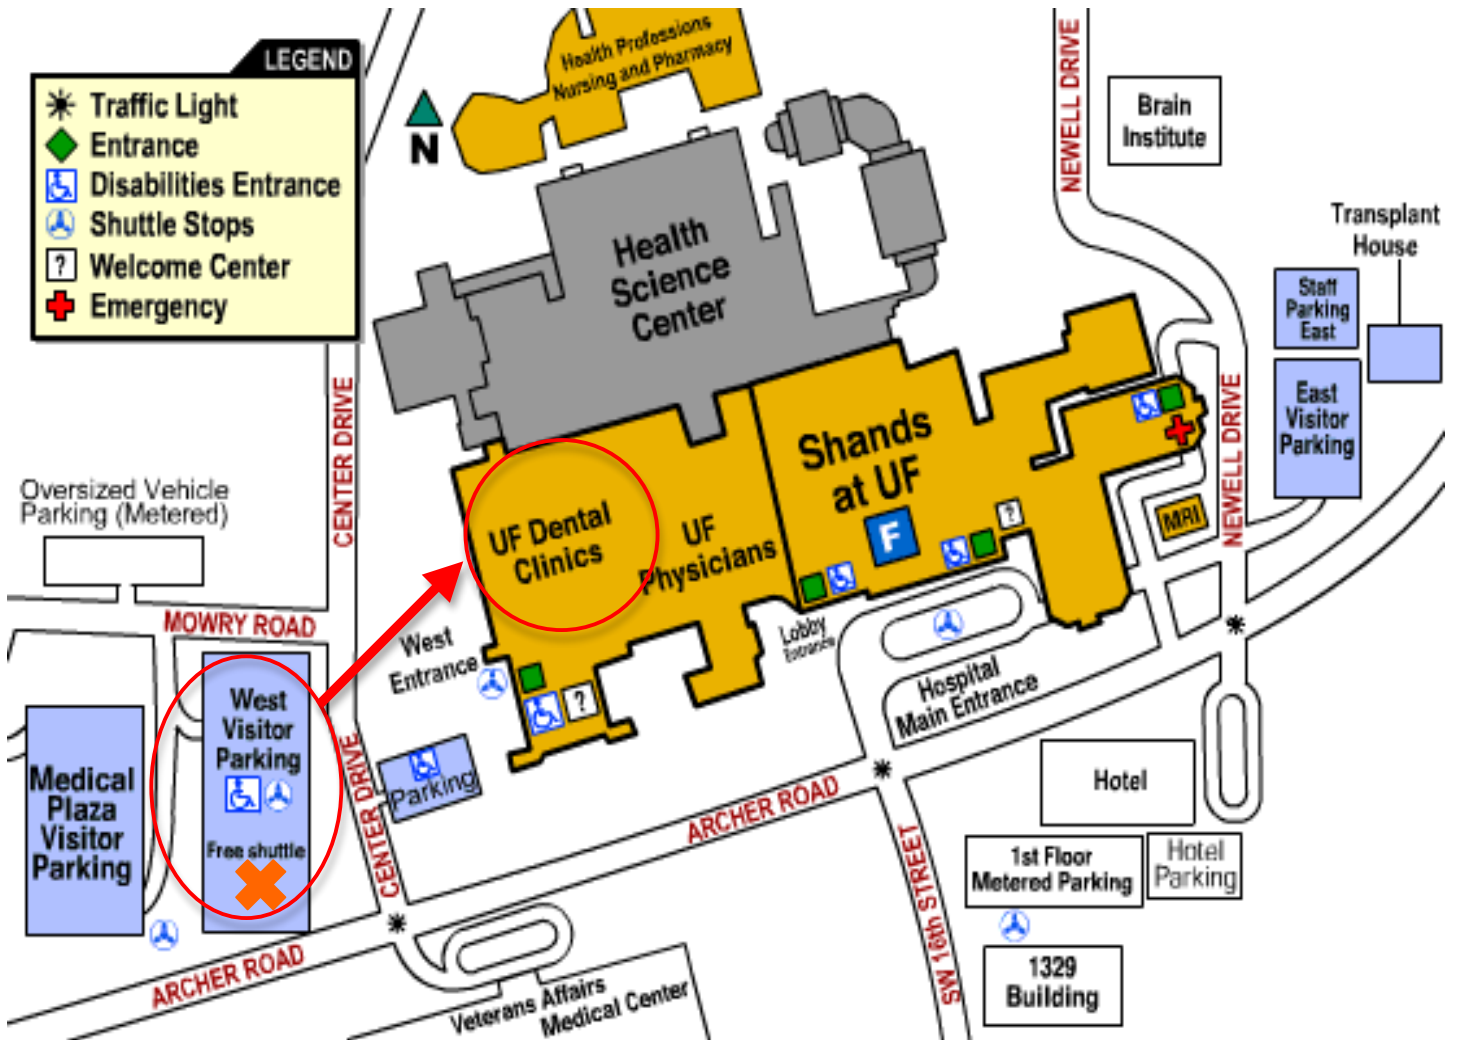 LEGEND
Traffic Light
Entrance
Disabilities Entrance
Shuttle Stops
? Welcome Center
Emergency
N
Health Professions
Nursing and Pharmacy
NEWELL DRIVE
Brain
Institute
Transplant
House
Health
Science
Center
Staff
Parking
East
East
Visitor
Parking
NEWELL DRIVE
CENTER DRIVE
Shands
at UF
F
?
MRI
Oversized Vehicle
Parking (Metered)
UF Dental
Clinics
UF
Physicians
MOWRY ROAD
West
Entrance
Lobby
Entrance
?
Hospital
Main Entrance
West
Visitor
Parking
Free shuttle
Medical
Plaza
Visitor
Parking
CENTER DRIVE
Parking
ARCHER ROAD
Hotel
1st Floor
Metered Parking
Hotel
Parking
SW 16th STREET
ARCHER ROAD
Veterans Affairs
Medical Center
1329
Building